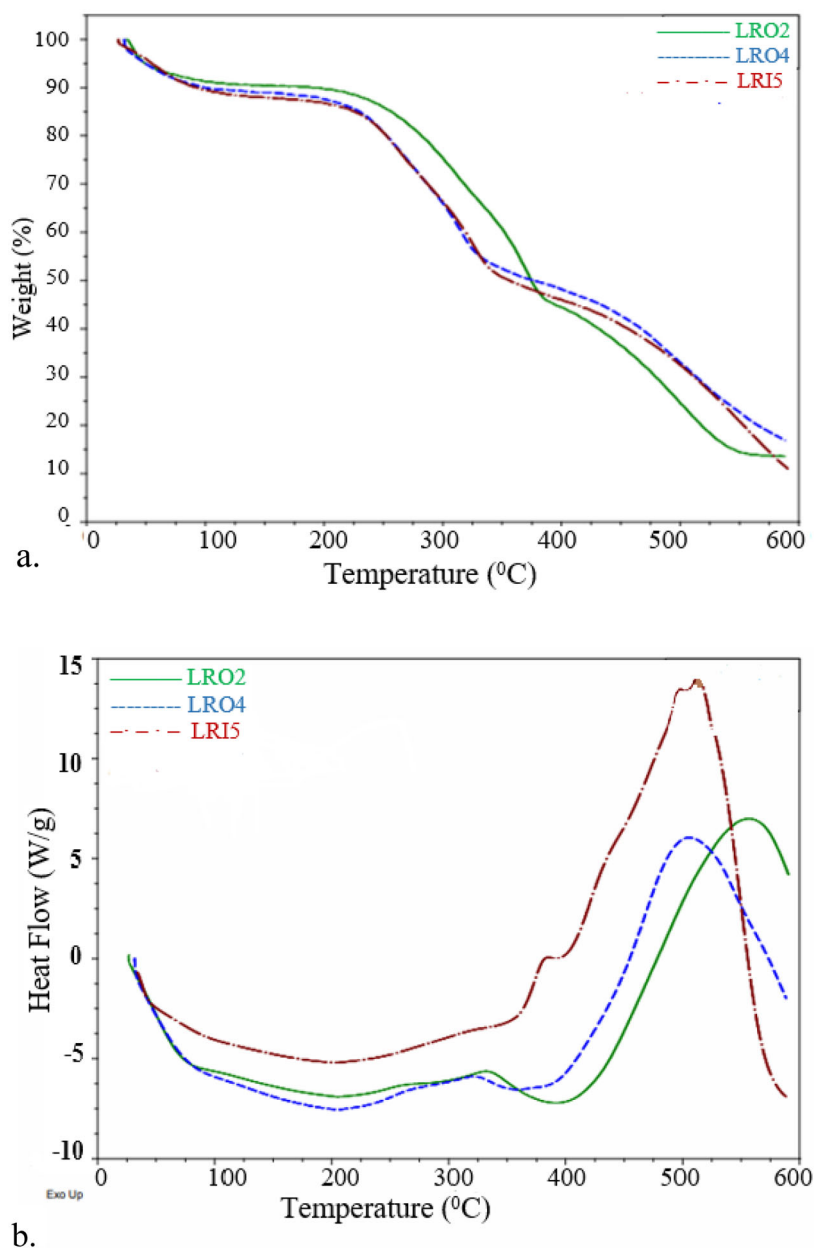 100
90
80
70
60
50
40
30
20
10
0
Weight (%)
LRO2
LRO4
LRI5
0 100 200 300 400 500 600
Temperature (⁰C)
a.
15
10
5
0
-5
-10
Heat Flow (W/g)
LRO2
LRO4
LRI5
0 100 200 300 400 500 600
Exo Up
Temperature (⁰C)
b.